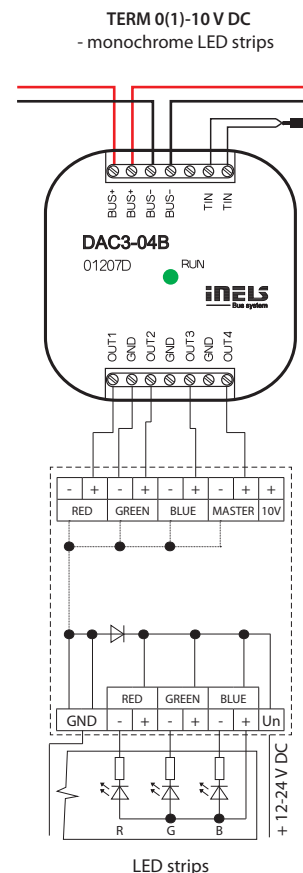 TERM 0(1)-10 V DC
- monochrome LED strips
BUS+ BUS+ BUS- BUS- TIN TIN
DAC3-04B
01207D
RUN
iNELS
Bus system
OUT1 GND OUT2 GND OUT3 GND OUT4
- + - + - + - + +
RED GREEN BLUE MASTER 10V
RED GREEN BLUE
GND - + - + - + Un
+ 12-24 V DC
R G B
LED strips